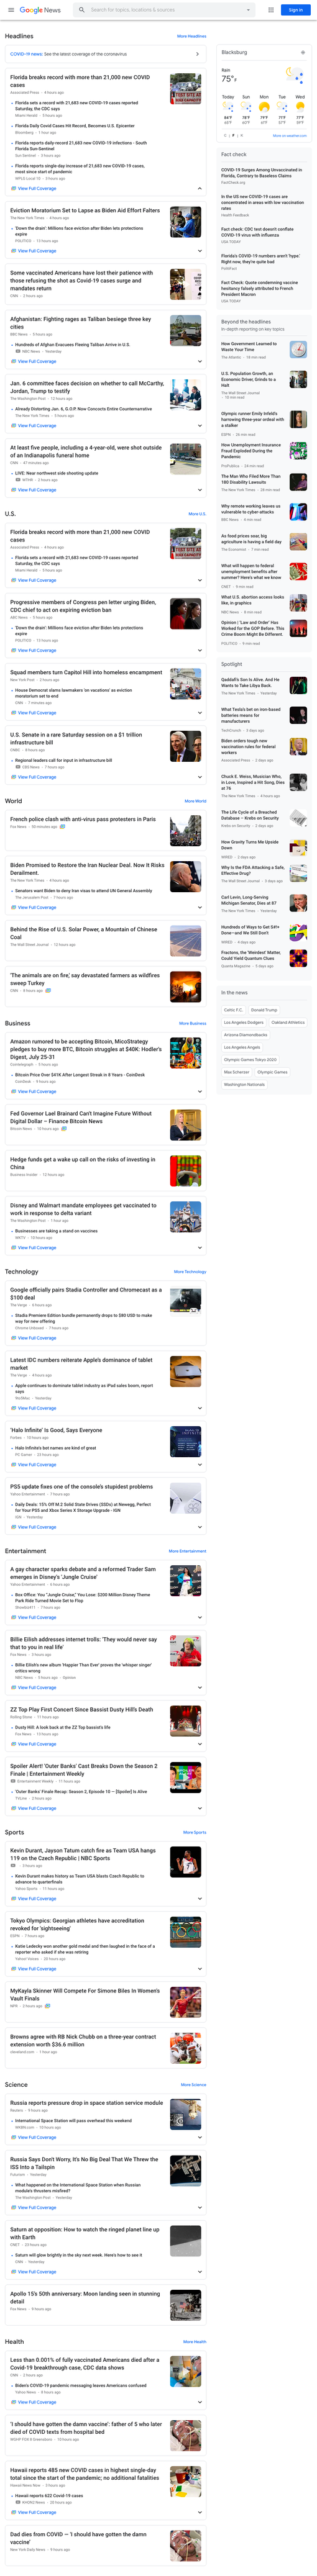 Google News
Search for topics, locations & sources
Sign in
Headlines
More Headlines
COVID-19 news: See the latest coverage of the coronavirus
Florida breaks record with more than 21,000 new COVID
cases
Associated Press · 4 hours ago
Florida sets a record with 21,683 new COVID-19 cases reported
Saturday, the CDC says
Miami Herald · 5 hours ago
Florida Daily Covid Cases Hit Record, Becomes U.S. Epicenter
Bloomberg · 1 hour ago
Florida reports daily-record 21,683 new COVID-19 infections - South
Florida Sun-Sentinel
Sun Sentinel · 5 hours ago
Florida reports single-day increase of 21,683 new COVID-19 cases,
most since start of pandemic
WPLG Local 10 · 3 hours ago
View Full Coverage
Eviction Moratorium Set to Lapse as Biden Aid Effort Falters
The New York Times · 4 hours ago
'Down the drain': Millions face eviction after Biden lets protections
expire
POLITICO · 15 hours ago
View Full Coverage
Some vaccinated Americans have lost their patience with
those refusing the shot as Covid-19 cases surge and
mandates return
CNN · 2 hours ago
Afghanistan: Fighting rages as Taliban besiege three key
cities
BBC News · 5 hours ago
Hundreds of Afghan Evacuees Fleeing Taliban Arrive in U.S.
NBC News · Yesterday
View Full Coverage
Jan. 6 committee faces decision on whether to call McCarthy,
Jordan, Trump to testify
The Washington Post · 12 hours ago
Already Distorting Jan. 6, G.O.P. Now Concocts Entire Counternarrative
The New York Times · 9 hours ago
View Full Coverage
At least five people, including a 4-year-old, were shot outside
of an Indianapolis funeral home
CNN · 47 minutes ago
LIVE: Near northwest side shooting update
WTHR · 2 hours ago
View Full Coverage
U.S.
More U.S.
Florida breaks record with more than 21,000 new COVID
cases
Associated Press · 4 hours ago
Florida sets a record with 21,683 new COVID-19 cases reported
Saturday, the CDC says
Miami Herald · 5 hours ago
View Full Coverage
Progressive members of Congress pen letter urging Biden,
CDC chief to act on expiring eviction ban
ABC News · 5 hours ago
'Down the drain': Millions face eviction after Biden lets protections
expire
POLITICO · 15 hours ago
View Full Coverage
Squad members turn Capitol Hill into homeless encampment
New York Post · 2 hours ago
House Democrat slams lawmakers 'on vacations' as eviction
moratorium set to end
CNN · 7 minutes ago
View Full Coverage
U.S. Senate in a rare Saturday session on a $1 trillion
infrastructure bill
CNBC · 8 hours ago
Regional leaders call for input in infrastructure bill
CBS News · 7 hours ago
View Full Coverage
World
More World
French police clash with anti-virus pass protesters in Paris
Fox News · 50 minutes ago
Biden Promised to Restore the Iran Nuclear Deal. Now It Risks
Derailment.
The New York Times · 4 hours ago
Senators want Biden to deny Iran visas to attend UN General Assembly
The Jerusalem Post · 7 hours ago
View Full Coverage
Behind the Rise of U.S. Solar Power, a Mountain of Chinese
Coal
The Wall Street Journal · 12 hours ago
'The animals are on fire,' say devastated farmers as wildfires
sweep Turkey
CNN · 8 hours ago
Business
More Business
Amazon rumored to be accepting Bitcoin, MicoStrategy
pledges to buy more BTC, Bitcoin struggles at $40K: Hodler's
Digest, July 25-31
Cointelegraph · 5 hours ago
Bitcoin Price Over $41K After Longest Streak in 8 Years - CoinDesk
CoinDesk · 9 hours ago
View Full Coverage
Fed Governor Lael Brainard Can't Imagine Future Without
Digital Dollar – Finance Bitcoin News
Bitcoin News · 10 hours ago
Hedge funds get a wake up call on the risks of investing in
China
Business Insider · 12 hours ago
Disney and Walmart mandate employees get vaccinated to
work in response to delta variant
The Washington Post · 1 hour ago
Businesses are taking a stand on vaccines
WKTV · 18 hours ago
View Full Coverage
Technology
More Technology
Google officially pairs Stadia Controller and Chromecast as a
$100 deal
The Verge · 6 hours ago
Stadia Premiere Edition bundle permanently drops to $80 USD to make
way for new offering
Chrome Unboxed · 7 hours ago
View Full Coverage
Latest IDC numbers reiterate Apple's dominance of tablet
market
The Verge · 4 hours ago
Apple continues to dominate tablet industry as iPad sales boom, report
says
9to5Mac · Yesterday
View Full Coverage
'Halo Infinite' Is Good, Says Everyone
Forbes · 10 hours ago
Halo Infinite's bot names are kind of great
PC Gamer · 23 hours ago
View Full Coverage
PS5 update fixes one of the console's stupidest problems
Yahoo Entertainment · 7 hours ago
Daily Deals: 15% Off M.2 Solid State Drives (SSDs) at Newegg, Perfect
for Your PS5 and Xbox Series X Storage Upgrade - IGN
IGN · Yesterday
View Full Coverage
Entertainment
More Entertainment
A gay character sparks debate and a reformed Trader Sam
emerges in Disney's 'Jungle Cruise'
Yahoo Entertainment · 6 hours ago
Box Office: You "Jungle Cruise," You Lose: $200 Million Disney Theme
Park Ride Turned Movie Set to Flop
Showbiz411 · 7 hours ago
View Full Coverage
Billie Eilish addresses internet trolls: 'They would never say
that to you in real life'
Fox News · 3 hours ago
Billie Eilish's new album 'Happier Than Ever' proves the 'whisper singer'
critics wrong
NBC News · 5 hours ago · Opinion
View Full Coverage
ZZ Top Play First Concert Since Bassist Dusty Hill's Death
Rolling Stone · 11 hours ago
Dusty Hill: A look back at the ZZ Top bassist's life
Fox News · 13 hours ago
View Full Coverage
Spoiler Alert! 'Outer Banks' Cast Breaks Down the Season 2
Finale | Entertainment Weekly
Entertainment Weekly · 11 hours ago
'Outer Banks' Finale Recap: Season 2, Episode 10 — [Spoiler] Is Alive
TVLine · 2 hours ago
View Full Coverage
Sports
More Sports
Kevin Durant, Jayson Tatum catch fire as Team USA hangs
119 on the Czech Republic | NBC Sports
3 hours ago
Kevin Durant makes history as Team USA blasts Czech Republic to
advance to quarterfinals
Yahoo Sports · 11 hours ago
View Full Coverage
Tokyo Olympics: Georgian athletes have accreditation
revoked for 'sightseeing'
ESPN · 7 hours ago
Katie Ledecky won another gold medal and then laughed in the face of a
reporter who asked if she was retiring
Yahoo! Voices · 20 hours ago
View Full Coverage
MyKayla Skinner Will Compete For Simone Biles In Women's
Vault Finals
NPR · 2 hours ago
Browns agree with RB Nick Chubb on a three-year contract
extension worth $36.6 million
cleveland.com · 1 hour ago
Science
More Science
Russia reports pressure drop in space station service module
Reuters · 9 hours ago
International Space Station will pass overhead this weekend
WKBN.com · 10 hours ago
View Full Coverage
Russia Says Don't Worry, It's No Big Deal That We Threw the
ISS Into a Tailspin
Futurism · Yesterday
What happened on the International Space Station when Russian
module's thrusters misfired?
The Washington Post · Yesterday
View Full Coverage
Saturn at opposition: How to watch the ringed planet line up
with Earth
CNET · 23 hours ago
Saturn will glow brightly in the sky next week. Here's how to see it
CNN · Yesterday
View Full Coverage
Apollo 15's 50th anniversary: Moon landing seen in stunning
detail
Fox News · 9 hours ago
Health
More Health
Less than 0.001% of fully vaccinated Americans died after a
Covid-19 breakthrough case, CDC data shows
CNN · 2 hours ago
Biden's COVID-19 pandemic messaging leaves Americans confused
Yahoo News · 4 hours ago
View Full Coverage
'I should have gotten the damn vaccine': father of 5 who later
died of COVID texts from hospital bed
WGHP FOX 8 Greensboro · 10 hours ago
Hawaii reports 485 new COVID cases in highest single-day
total since the start of the pandemic; no additional fatalities
Hawaii News Now · 5 hours ago
Hawaii reports 622 Covid-19 cases
KHON2 News · 20 hours ago
View Full Coverage
Dad dies from COVID — 'I should have gotten the damn
vaccine'
New York Daily News · 5 hours ago
Blacksburg
Rain
75°F
Today Sun Mon Tue Wed
84°F 78°F 79°F 71°F 77°F
C | F | K
More on weather.com
Fact check
COVID-19 Surges Among Unvaccinated in
Florida, Contrary to Baseless Claims
FactCheck.org
In the US new COVID-19 cases are
concentrated in areas with low vaccination
rates
Health Feedback
Fact check: CDC test doesn't conflate
COVID-19 virus with influenza
USA TODAY
Florida's COVID-19 numbers aren't 'hype.'
Right now, they're quite bad
PolitiFact
Fact Check: Quote condemning vaccine
hesitancy falsely attributed to French
President Macron
USA TODAY
Beyond the headlines
In-depth reporting on key topics
How Government Learned to
Waste Your Time
The Atlantic · 16 min read
U.S. Population Growth, an
Economic Driver, Grinds to a
Halt
The Wall Street Journal
10 min read
Olympic runner Emily Infeld's
harrowing three-year ordeal with
a stalker
ESPN · 26 min read
How Unemployment Insurance
Fraud Exploded During the
Pandemic
ProPublica · 24 min read
The Man Who Filed More Than
180 Disability Lawsuits
The New York Times · 28 min read
Why remote working leaves us
vulnerable to cyber-attacks
BBC News · 6 min read
As food prices soar, big
agriculture is having a field day
The Economist · 7 min read
What will happen to federal
unemployment benefits after
summer? Here's what we know
CNET · 9 min read
What U.S. abortion access looks
like, in graphics
NBC News · 8 min read
Opinion | 'Law and Order' Has
Worked for the GOP Before. This
Crime Boom Might Be Different.
POLITICO · 9 min read
Spotlight
Qaddafi's Son Is Alive. And He
Wants to Take Libya Back.
The New York Times · Yesterday
What Tesla's bet on iron-based
batteries means for
manufacturers
TechCrunch · 3 days ago
Biden orders tough new
vaccination rules for federal
workers
Associated Press · 2 days ago
Chuck E. Weiss, Musician Who,
in Love, Inspired a Hit Song, Dies
at 76
The New York Times · 4 hours ago
The Life Cycle of a Breached
Database – Krebs on Security
Krebs on Security · 2 days ago
How Gravity Turns Me Upside
Down
WIRED · 2 days ago
Who Is the FDA Attacking a Safe,
Effective Drug?
The Wall Street Journal · 3 days ago
Carl Levin, Long-Serving
Michigan Senator, Dies at 87
The New York Times · Yesterday
Hundreds of Ways to Get S#!+
Done—and We Still Don't
WIRED · 4 days ago
Fractons, the 'Weirdest' Matter,
Could Yield Quantum Clues
Quanta Magazine · 5 days ago
In the news
Celtic F.C.
Donald Trump
Los Angeles Dodgers
Oakland Athletics
Arizona Diamondbacks
Los Angeles Angels
Olympic Games Tokyo 2020
Max Scherzer
Olympic Games
Washington Nationals